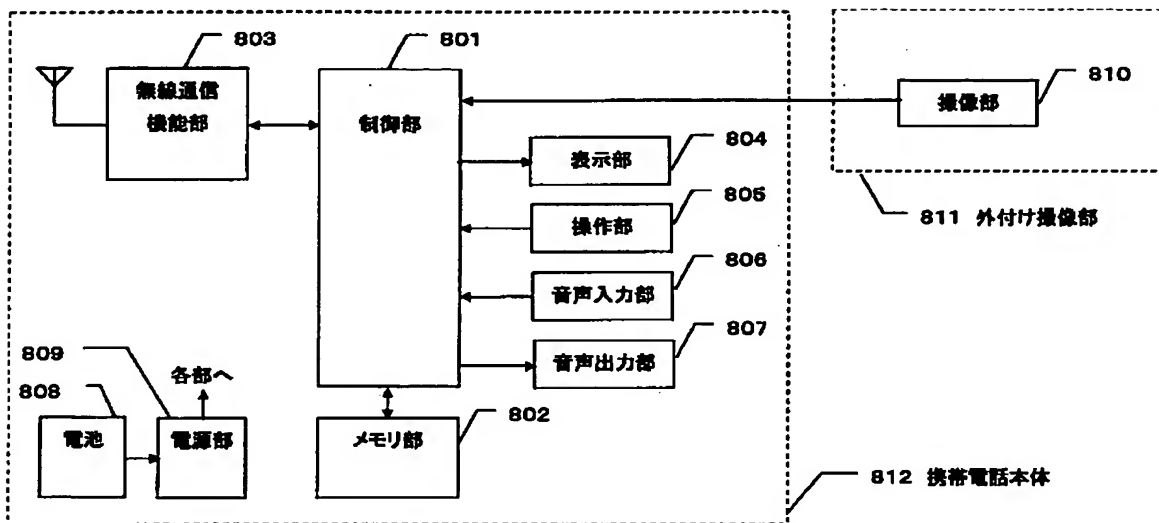 803
無線通信
機能部
801
制御部
810
撮像部
804
表示部
805
操作部
811 外付け撮像部
806
音声入力部
807
音声出力部
809
各部へ
808
電池
電源部
802
メモリ部
812 携帯電話本体